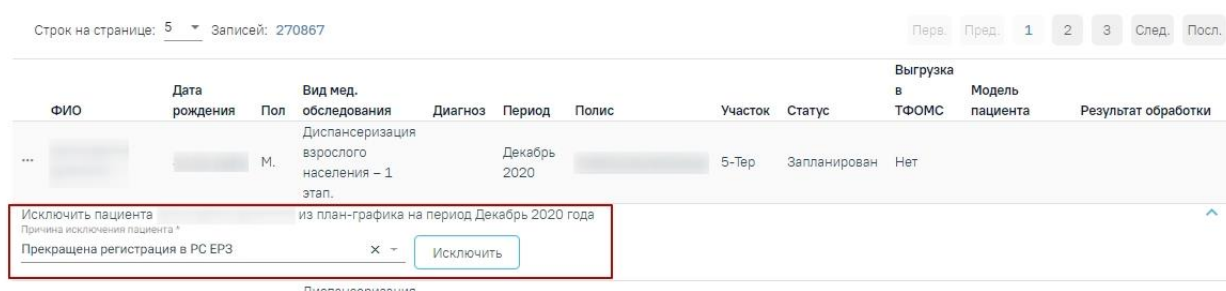 Строк на странице: 5 Записей: 270867 Перв. Пред. 1 2 3 След. Посл.
ФИО Дата рождения Пол Вид мед. обследования Диагноз Период Полис Участок Статус Выгрузка в ТФОМС Модель пациента Результат обработки
... М. Диспансеризация взрослого населения – 1 этап. Декабрь 2020 5-Тер Запланирован Нет
Исключить пациента из план-графика на период Декабрь 2020 года
Причина исключения пациента *
Прекращена регистрация в РС ЕРЗ Исключить